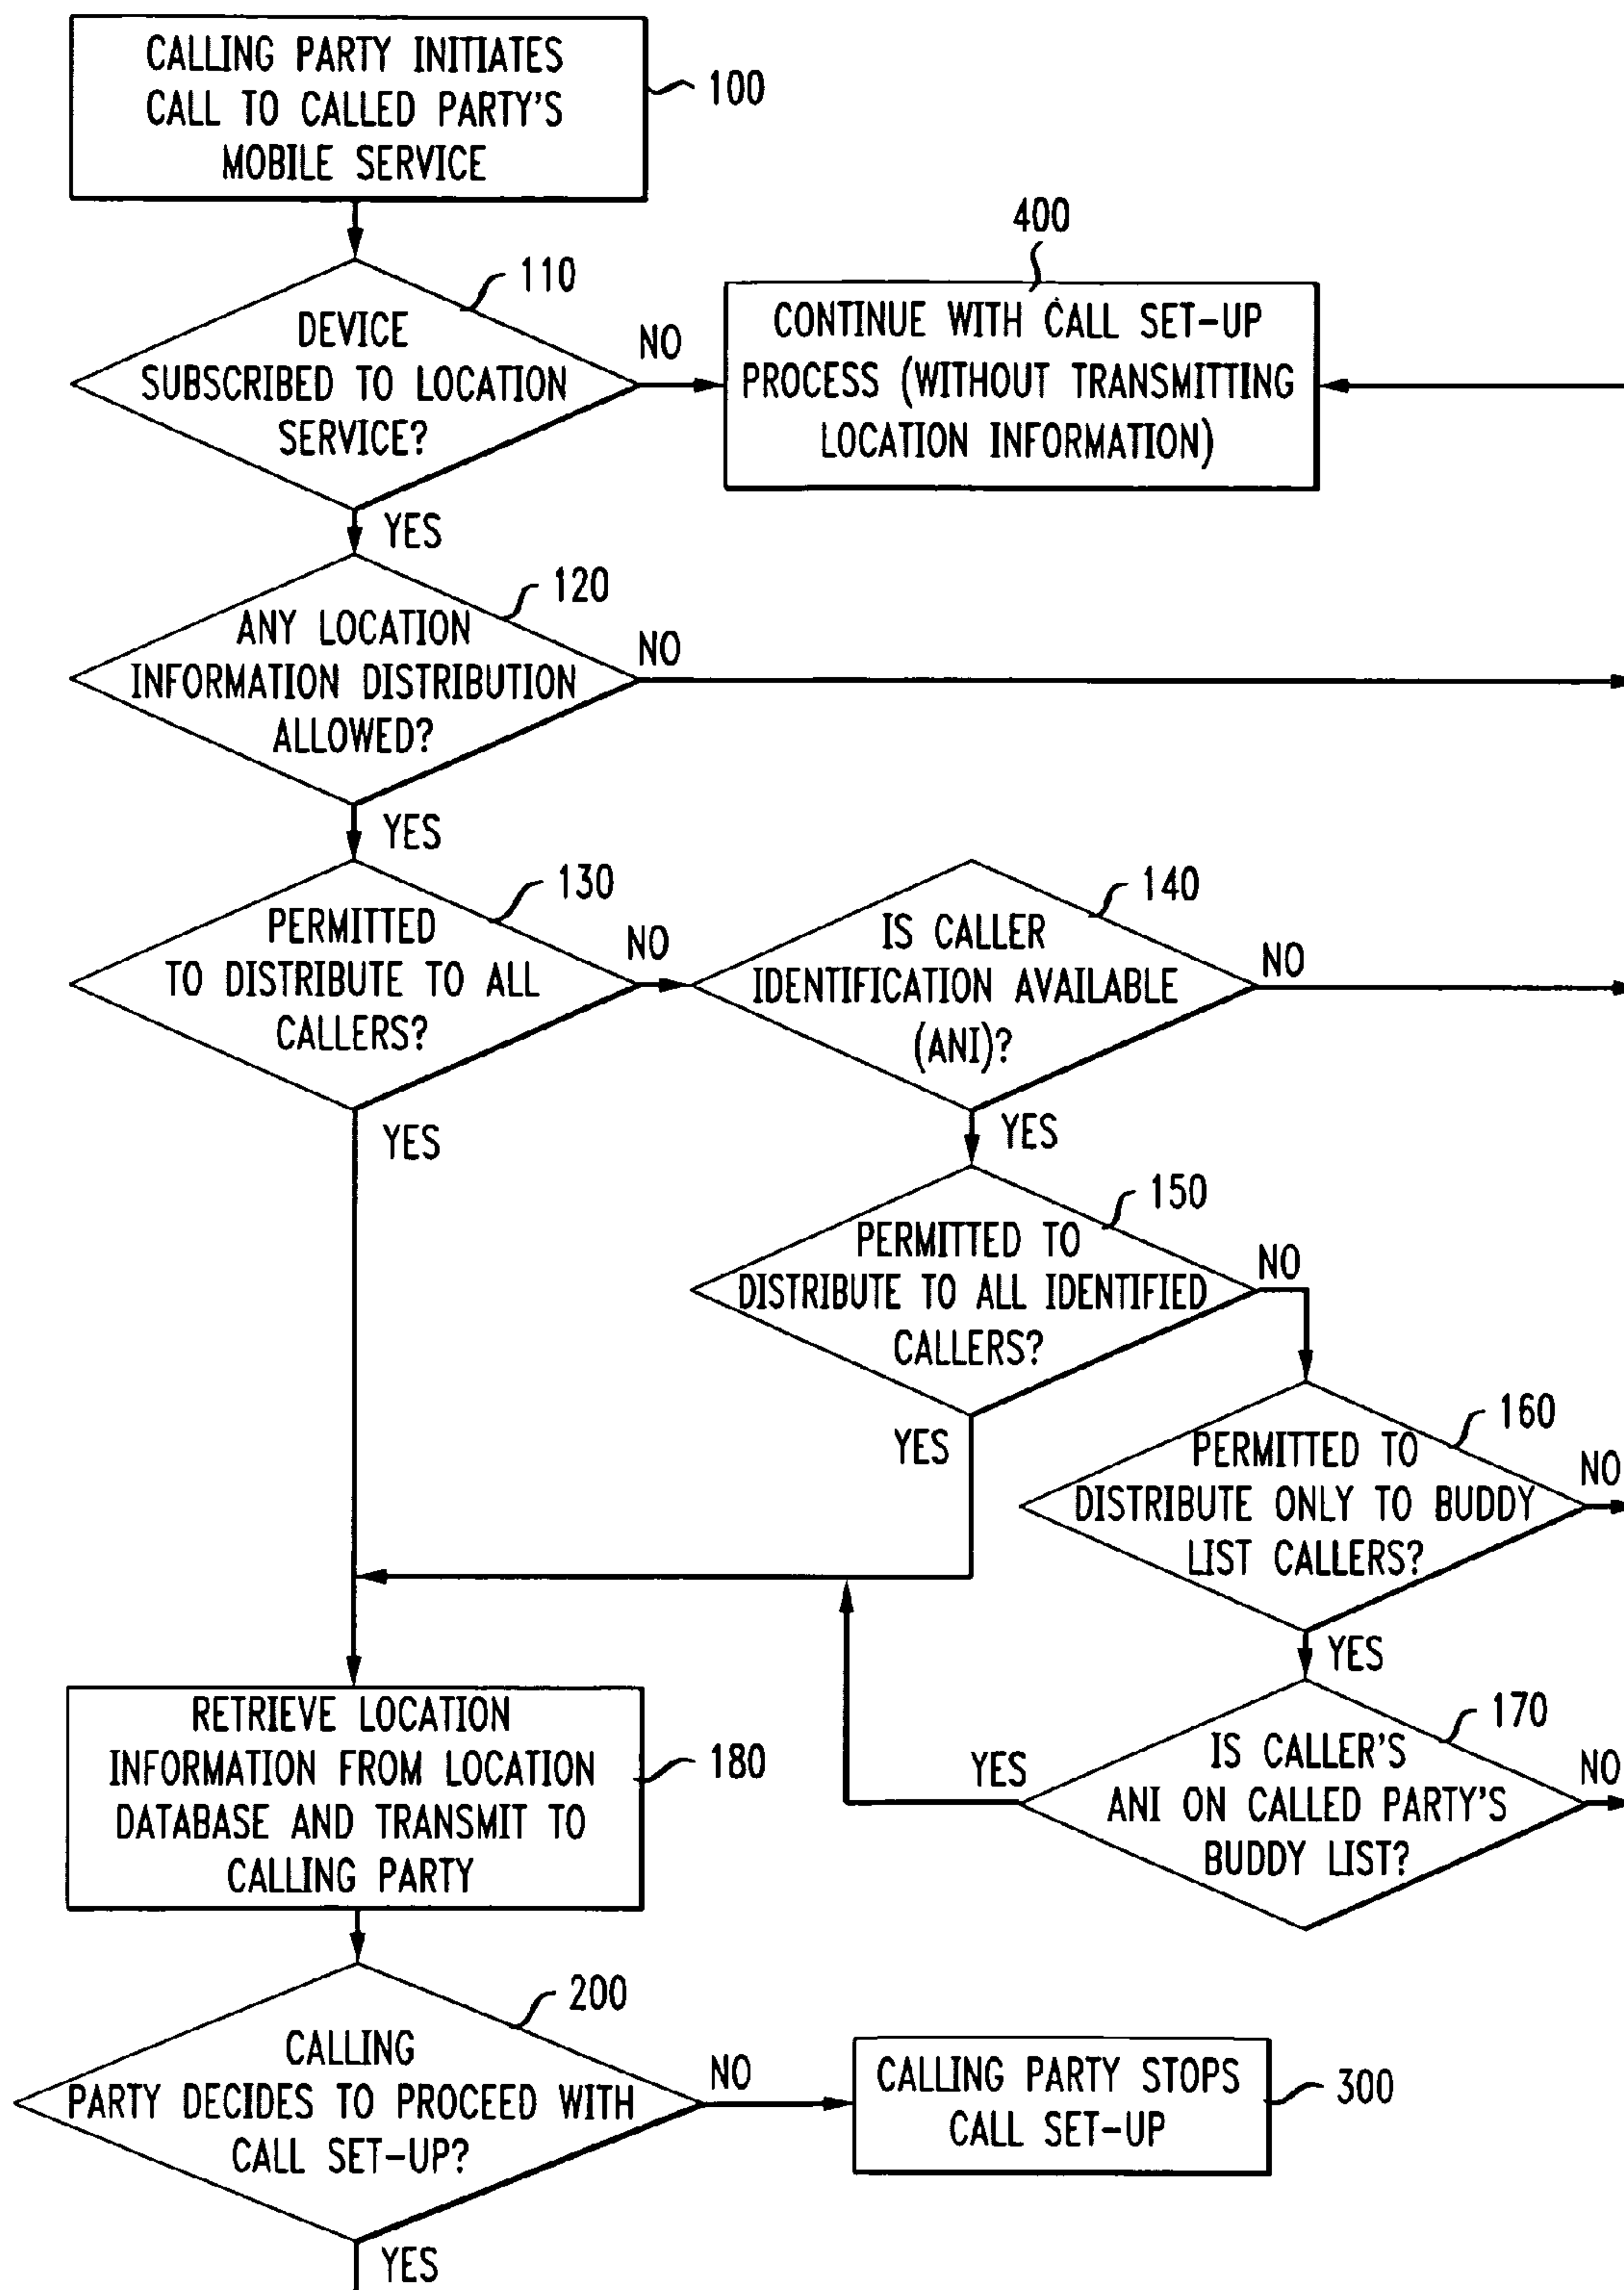 CALLING PARTY INITIATES
CALL TO CALLED PARTY'S
MOBILE SERVICE
100
110
DEVICE
SUBSCRIBED TO LOCATION
SERVICE?
NO
YES
400
CONTINUE WITH CALL SET-UP
PROCESS (WITHOUT TRANSMITTING
LOCATION INFORMATION)
120
ANY LOCATION
INFORMATION DISTRIBUTION
ALLOWED?
NO
YES
130
PERMITTED
TO DISTRIBUTE TO ALL
CALLERS?
NO
YES
140
IS CALLER
IDENTIFICATION AVAILABLE
(ANI)?
NO
YES
150
PERMITTED TO
DISTRIBUTE TO ALL IDENTIFIED
CALLERS?
NO
YES
160
PERMITTED TO
DISTRIBUTE ONLY TO BUDDY
LIST CALLERS?
NO
YES
170
IS CALLER'S
ANI ON CALLED PARTY'S
BUDDY LIST?
YES
NO
RETRIEVE LOCATION
INFORMATION FROM LOCATION
DATABASE AND TRANSMIT TO
CALLING PARTY
180
200
CALLING
PARTY DECIDES TO PROCEED WITH
CALL SET-UP?
NO
YES
CALLING PARTY STOPS
CALL SET-UP
300